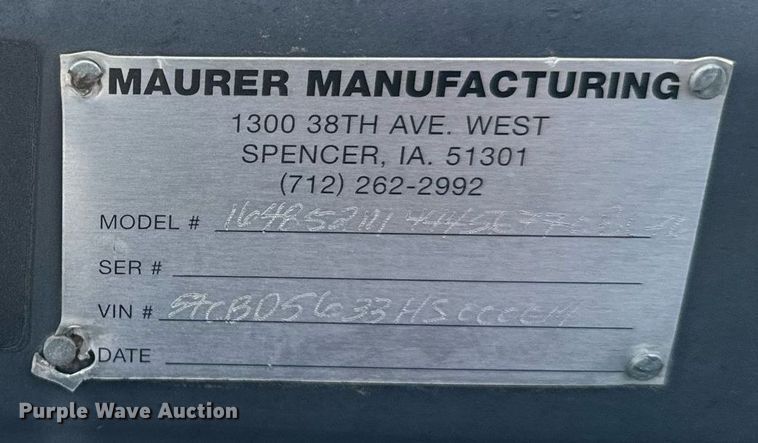 MAURER MANUFACTURING
1300 38TH AVE. WEST
SPENCER, IA. 51301
(712) 262-2992
MODEL #
SER #
VIN #
DATE
Purple Wave Auction